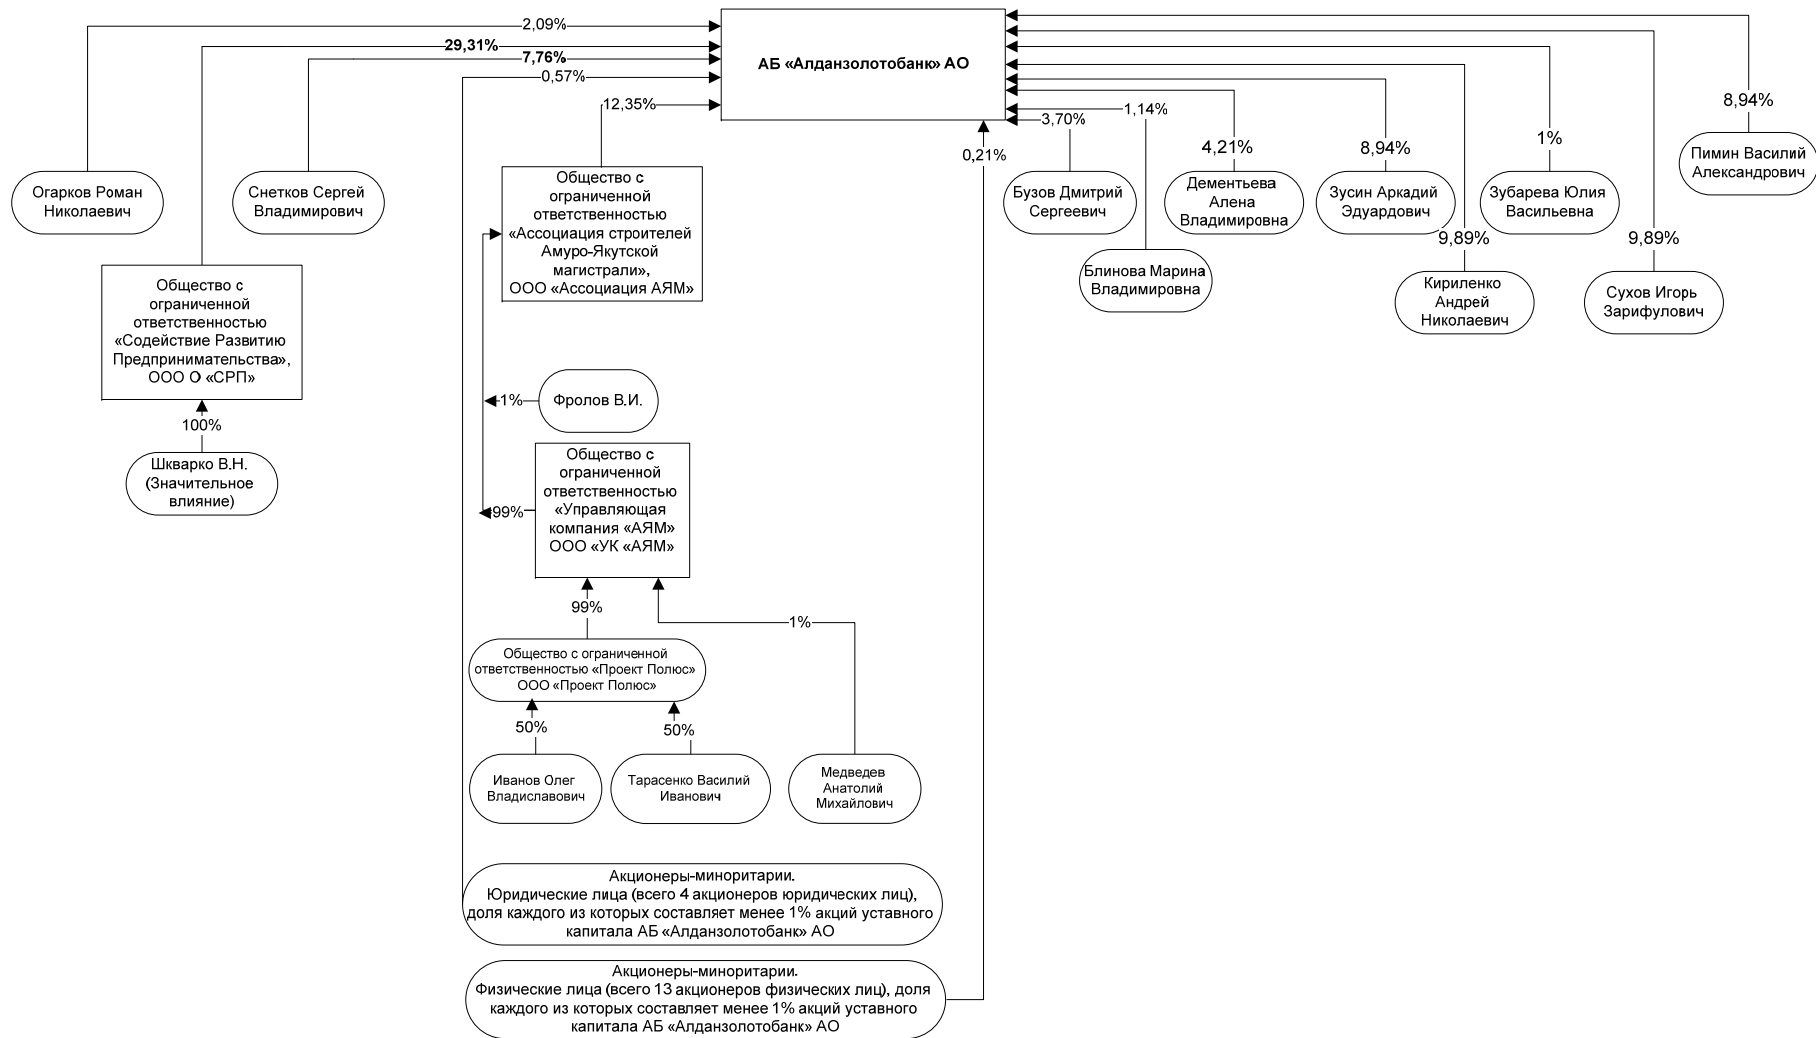 2,09%
29,31%
7,76%
0,57%
12,35%
АБ «Алданзолотобанк» АО
8,94%
1,14%
3,70%
0,21%
4,21%
8,94%
1%
9,89%
9,89%
Огарков Роман
Николаевич
Снетков Сергей
Владимирович
Общество с
ограниченной
ответственностью
«Ассоциация строителей
Амуро-Якутской
магистрали»,
ООО «Ассоциация АЯМ»
Бузов Дмитрий
Сергеевич
Блинова Марина
Владимировна
Дементьева
Алена
Владимировна
Зусин Аркадий
Эдуардович
Кириленко
Андрей
Николаевич
Зубарева Юлия
Васильевна
Сухов Игорь
Зарифулович
Пимин Василий
Александрович
Общество с
ограниченной
ответственностью
«Содействие Развитию
Предпринимательства»,
ООО О «СРП»
100%
Шкварко В.Н.
(Значительное
влияние)
1%
Фролов В.И.
99%
Общество с
ограниченной
ответственностью
«Управляющая
компания «АЯМ»
ООО «УК «АЯМ»
99%
1%
Общество с ограниченной
ответственностью «Проект Полюс»
ООО «Проект Полюс»
50%
50%
Иванов Олег
Владиславович
Тарасенко Василий
Иванович
Медведев
Анатолий
Михайлович
Акционеры-миноритарии.
Юридические лица (всего 4 акционеров юридических лиц),
доля каждого из которых составляет менее 1% акций уставного
капитала АБ «Алданзолотобанк» АО
Акционеры-миноритарии.
Физические лица (всего 13 акционеров физических лиц), доля
каждого из которых составляет менее 1% акций уставного
капитала АБ «Алданзолотобанк» АО